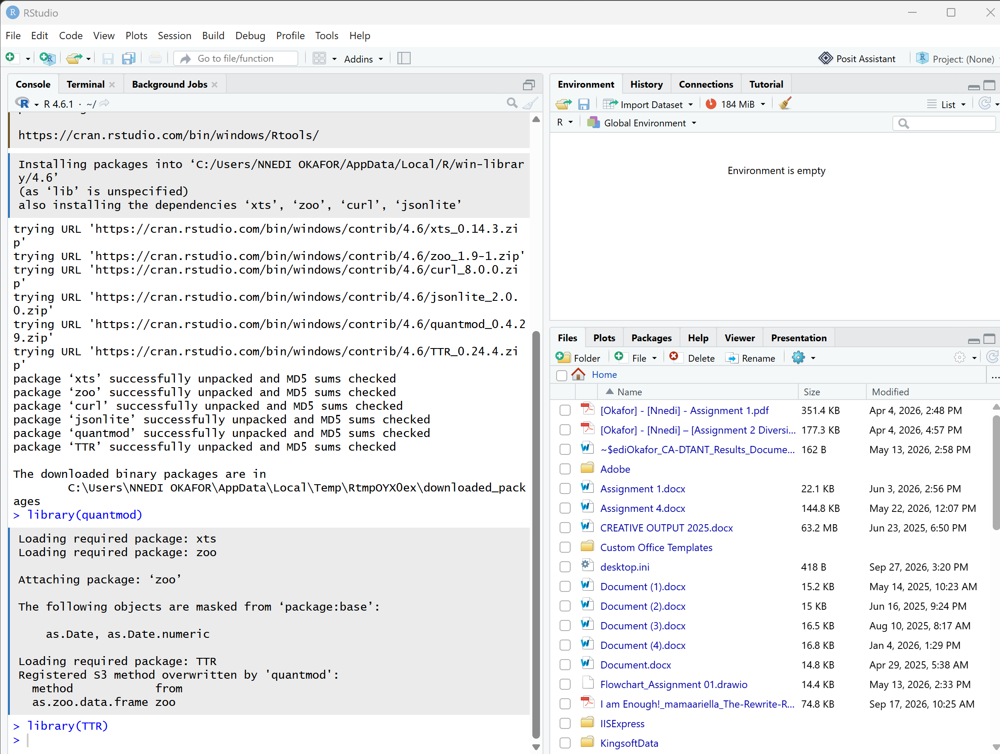 RStudio
File Edit Code View Plots Session Build Debug Profile Tools Help
Go to file/function
Addins
Posit Assistant
Project: (None)
Console Terminal Background Jobs
R 4.6.1 · ~/
https://cran.rstudio.com/bin/windows/Rtools/
Installing packages into ‘C:/Users/NNEDI OKAFOR/AppData/Local/R/win-librar
y/4.6’
(as ‘lib’ is unspecified)
also installing the dependencies ‘xts’, ‘zoo’, ‘curl’, ‘jsonlite’
trying URL 'https://cran.rstudio.com/bin/windows/contrib/4.6/xts_0.14.3.zi
p'
trying URL 'https://cran.rstudio.com/bin/windows/contrib/4.6/zoo_1.9-1.zip'
trying URL 'https://cran.rstudio.com/bin/windows/contrib/4.6/curl_8.0.0.zi
p'
trying URL 'https://cran.rstudio.com/bin/windows/contrib/4.6/jsonlite_2.0.
0.zip'
trying URL 'https://cran.rstudio.com/bin/windows/contrib/4.6/quantmod_0.4.2
9.zip'
trying URL 'https://cran.rstudio.com/bin/windows/contrib/4.6/TTR_0.24.4.zi
p'
package ‘xts’ successfully unpacked and MD5 sums checked
package ‘zoo’ successfully unpacked and MD5 sums checked
package ‘curl’ successfully unpacked and MD5 sums checked
package ‘jsonlite’ successfully unpacked and MD5 sums checked
package ‘quantmod’ successfully unpacked and MD5 sums checked
package ‘TTR’ successfully unpacked and MD5 sums checked
The downloaded binary packages are in
C:\Users\NNEDI OKAFOR\AppData\Local\Temp\RtmpOYX0ex\downloaded_pack
ages
> library(quantmod)
Loading required package: xts
Loading required package: zoo
Attaching package: ‘zoo’
The following objects are masked from ‘package:base’:
as.Date, as.Date.numeric
Loading required package: TTR
Registered S3 method overwritten by 'quantmod':
method from
as.zoo.data.frame zoo
> library(TTR)
>
Environment History Connections Tutorial
Import Dataset 184 MiB List
R Global Environment
Environment is empty
Files Plots Packages Help Viewer Presentation
Folder File Delete Rename
Home ...
Name Size Modified
[Okafor] - [Nnedi] - Assignment 1.pdf 351.4 KB Apr 4, 2026, 2:48 PM
[Okafor] - [Nnedi] – [Assignment 2 Diversi... 177.3 KB Apr 4, 2026, 4:57 PM
~$ediOkafor_CA-DTANT_Results_Docume... 162 B May 13, 2026, 2:58 PM
Adobe
Assignment 1.docx 22.1 KB Jun 3, 2026, 2:56 PM
Assignment 4.docx 144.8 KB May 22, 2026, 12:07 PM
CREATIVE OUTPUT 2025.docx 63.2 MB Jun 23, 2025, 6:50 PM
Custom Office Templates
desktop.ini 418 B Sep 27, 2026, 3:20 PM
Document (1).docx 15.2 KB May 14, 2025, 10:23 AM
Document (2).docx 15 KB Jun 16, 2025, 9:24 PM
Document (3).docx 16.5 KB Aug 10, 2025, 8:17 AM
Document (4).docx 16.8 KB Jan 4, 2026, 1:29 PM
Document.docx 14.8 KB Apr 29, 2025, 5:38 AM
Flowchart_Assignment 01.drawio 14.4 KB May 13, 2026, 2:33 PM
I am Enough!_mamaariella_The-Rewrite-R... 74.8 KB Sep 17, 2026, 10:25 AM
IISExpress
KingsoftData